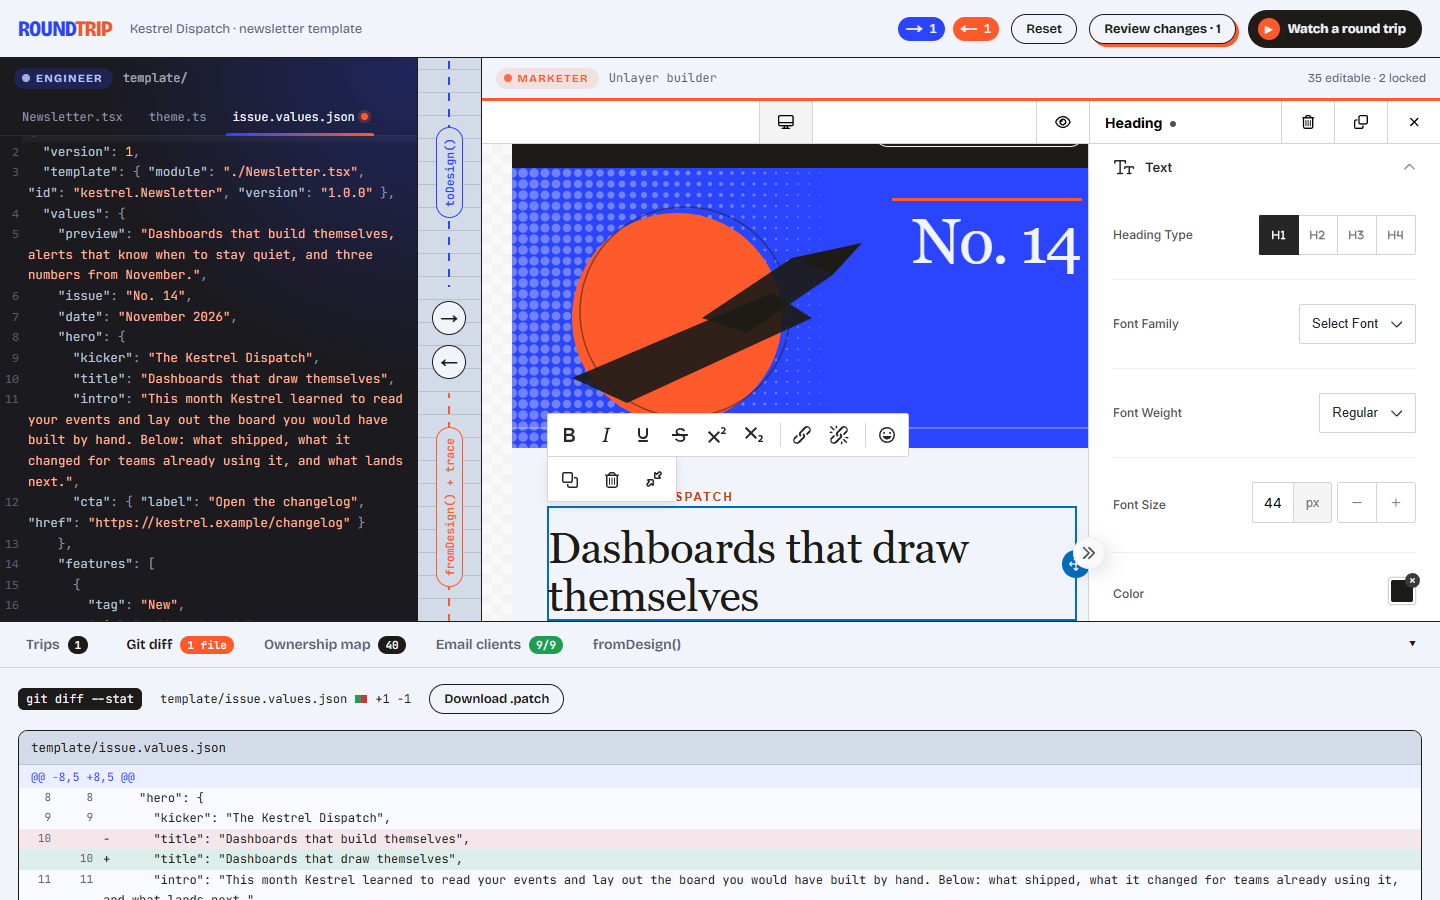 ROUNDTRIP
Kestrel Dispatch · newsletter template
→ 1
← 1
Reset
Review changes · 1
Watch a round trip
ENGINEER
template/
Newsletter.tsx
theme.ts
issue.values.json
2 "version": 1,
3 "template": { "module": "./Newsletter.tsx",
"id": "kestrel.Newsletter", "version": "1.0.0" },
4 "values": {
5 "preview": "Dashboards that build themselves,
alerts that know when to stay quiet, and three
numbers from November.",
6 "issue": "No. 14",
7 "date": "November 2026",
8 "hero": {
9 "kicker": "The Kestrel Dispatch",
10 "title": "Dashboards that draw themselves",
11 "intro": "This month Kestrel learned to read
your events and lay out the board you would have
built by hand. Below: what shipped, what it
changed for teams already using it, and what lands
next.",
12 "cta": { "label": "Open the changelog",
"href": "https://kestrel.example/changelog" }
13 },
14 "features": [
15 {
16 "tag": "New",
toDesign()
→
←
fromDesign() + trace
MARKETER
Unlayer builder
35 editable · 2 locked
No. 14
B I U S X² X₂
SPATCH
Dashboards that draw
themselves
Heading
Text
Heading Type
H1 H2 H3 H4
Font Family
Select Font
Font Weight
Regular
Font Size
44 px − +
Color
Trips 1
Git diff 1 file
Ownership map 40
Email clients 9/9
fromDesign()
git diff --stat
template/issue.values.json +1 -1
Download .patch
template/issue.values.json
@@ -8,5 +8,5 @@
8 8 "hero": {
9 9 "kicker": "The Kestrel Dispatch",
10 - "title": "Dashboards that build themselves",
10 + "title": "Dashboards that draw themselves",
11 11 "intro": "This month Kestrel learned to read your events and lay out the board you would have built by hand. Below: what shipped, what it changed for teams already using it,
and what lands next."